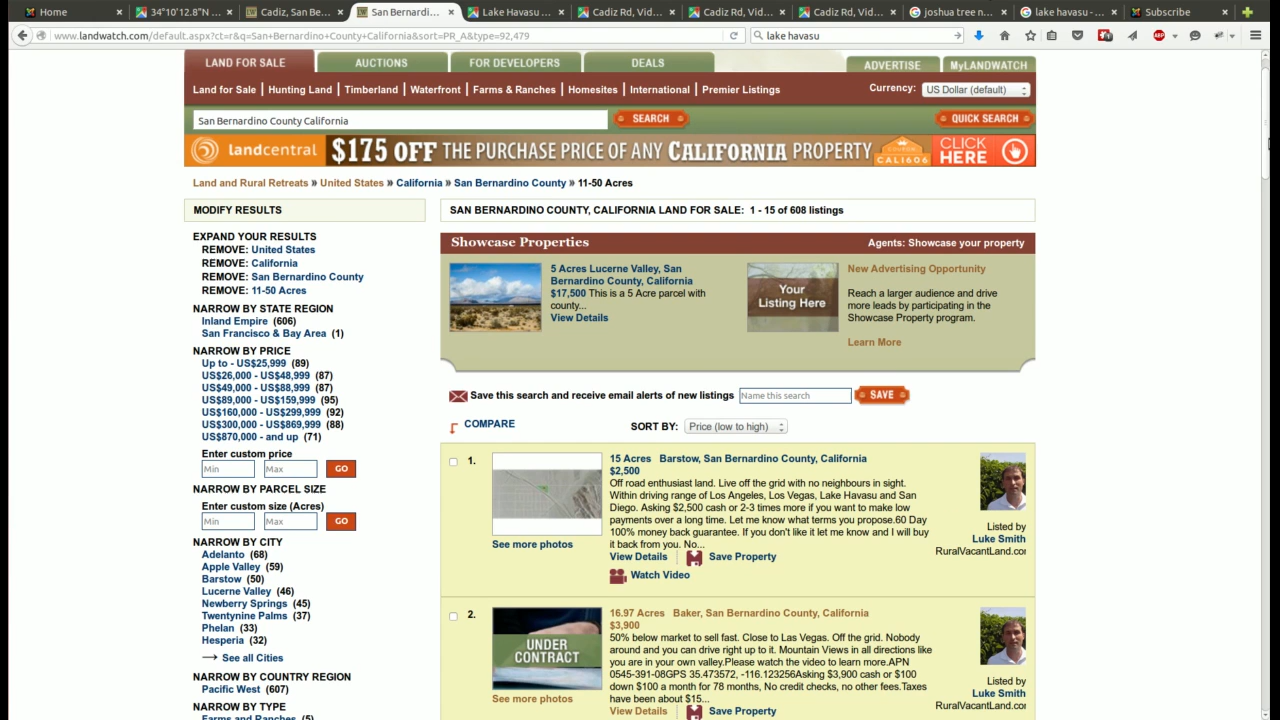 Home
34°10'12.8"N ...
Cadiz, San Be...
San Bernardi...
Lake Havasu ...
Cadiz Rd, Vid...
Cadiz Rd, Vid...
Cadiz Rd, Vid...
joshua tree n...
lake havasu - ...
Subscribe
www.landwatch.com/default.aspx?ct=r&q=San+Bernardino+County+California&sort=PR_A&type=92,479
lake havasu
LAND FOR SALE
AUCTIONS
FOR DEVELOPERS
DEALS
ADVERTISE
MyLANDWATCH
Land for Sale | Hunting Land | Timberland | Waterfront | Farms & Ranches | Homesites | International | Premier Listings
Currency: US Dollar (default)
San Bernardino County California
SEARCH
QUICK SEARCH
landcentral $175 OFF THE PURCHASE PRICE OF ANY CALIFORNIA PROPERTY
COUPON
CALI606
CLICK
HERE
Land and Rural Retreats » United States » California » San Bernardino County » 11-50 Acres
MODIFY RESULTS
EXPAND YOUR RESULTS
REMOVE: United States
REMOVE: California
REMOVE: San Bernardino County
REMOVE: 11-50 Acres
NARROW BY STATE REGION
Inland Empire (606)
San Francisco & Bay Area (1)
NARROW BY PRICE
Up to - US$25,999 (89)
US$26,000 - US$48,999 (87)
US$49,000 - US$88,999 (87)
US$89,000 - US$159,999 (95)
US$160,000 - US$299,999 (92)
US$300,000 - US$869,999 (88)
US$870,000 - and up (71)
Enter custom price
Min
Max
GO
NARROW BY PARCEL SIZE
Enter custom size (Acres)
Min
Max
GO
NARROW BY CITY
Adelanto (68)
Apple Valley (59)
Barstow (50)
Lucerne Valley (46)
Newberry Springs (45)
Twentynine Palms (37)
Phelan (33)
Hesperia (32)
See all Cities
NARROW BY COUNTRY REGION
Pacific West (607)
NARROW BY TYPE
Farms and Ranches (5)
SAN BERNARDINO COUNTY, CALIFORNIA LAND FOR SALE: 1 - 15 of 608 listings
Showcase Properties
Agents: Showcase your property
5 Acres Lucerne Valley, San
Bernardino County, California
$17,500 This is a 5 Acre parcel with
county...
View Details
Your
Listing Here
New Advertising Opportunity
Reach a larger audience and drive
more leads by participating in the
Showcase Property program.
Learn More
Save this search and receive email alerts of new listings
Name this search
SAVE
COMPARE
SORT BY: Price (low to high)
1.
15 Acres Barstow, San Bernardino County, California
$2,500
Off road enthusiast land. Live off the grid with no neighbours in sight.
Within driving range of Los Angeles, Los Vegas, Lake Havasu and San
Diego. Asking $2,500 cash or 2-3 times more if you want to make low
payments over a long time. Let me know what terms you propose.60 Day
100% money back guarantee. If you don't like it let me know and I will buy
it back from you. No...
See more photos
View Details
Save Property
Watch Video
Listed by
Luke Smith
RuralVacantLand.cor
2.
UNDER
CONTRACT
See more photos
16.97 Acres Baker, San Bernardino County, California
$3,900
50% below market to sell fast. Close to Las Vegas. Off the grid. Nobody
around and you can drive right up to it. Mountain Views in all directions like
you are in your own valley.Please watch the video to learn more.APN
0545-391-08GPS 35.473572, -116.123256Asking $3,900 cash or $100
down $100 a month for 78 months, No credit checks, no other fees.Taxes
have been about $15...
View Details
Save Property
Listed by
Luke Smith
RuralVacantLand.cor